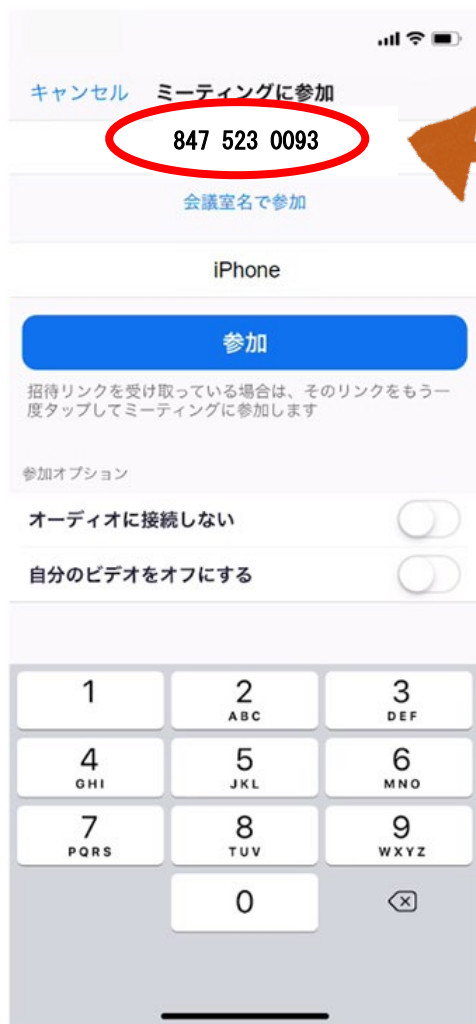 キャンセル ミーティングに参加
847 523 0093
会議室名で参加
iPhone
参加
招待リンクを受け取っている場合は、そのリンクをもう一
度タップしてミーティングに参加します
参加オプション
オーディオに接続しない
自分のビデオをオフにする
1 2 3
ABC DEF
4 5 6
GHI JKL MNO
7 8 9
PQRS TUV WXYZ
0